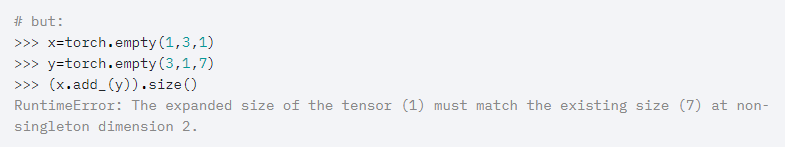 # but:
>>> x=torch.empty(1,3,1)
>>> y=torch.empty(3,1,7)
>>> (x.add_(y)).size()
RuntimeError: The expanded size of the tensor (1) must match the existing size (7) at non-
singleton dimension 2.